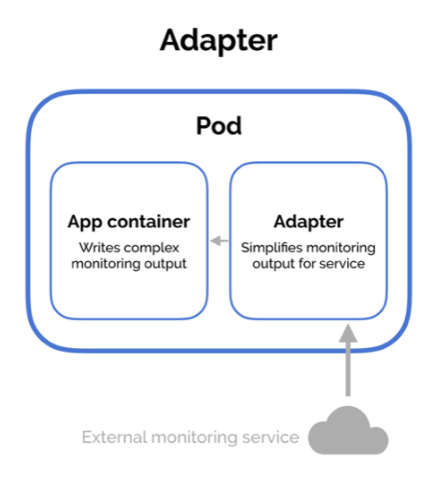 Adapter
Pod
App container
Writes complex
monitoring output
Adapter
Simplifies monitoring
output for service
External monitoring service